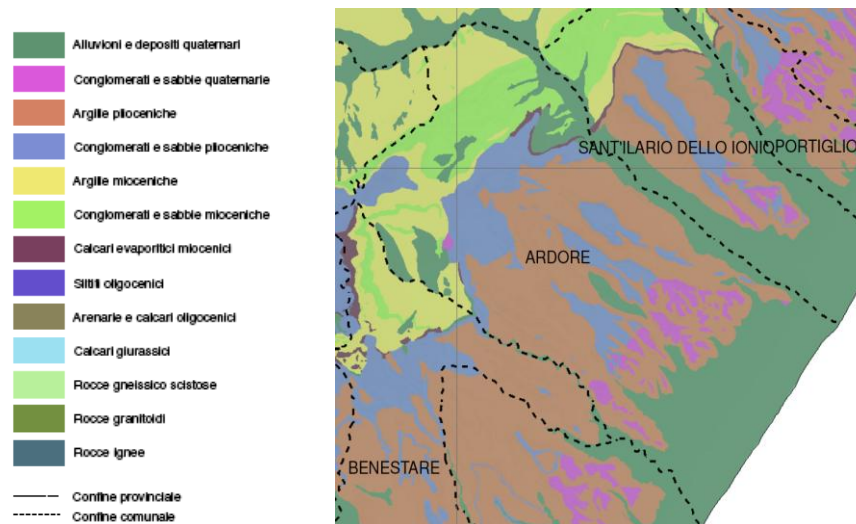 Alluvioni e depositi quaternari
Conglomerati e sabbie quaternarie
Argille plioceniche
Conglomerati e sabbie plioceniche
Argille mioceniche
Conglomerati e sabbie mioceniche
Calcari evaporitici miocenici
Siltiti oligocenici
Arenarie e calcari oligocenici
Calcari giurassici
Rocce gneissico scistose
Rocce granitoidi
Rocce ignee
Confine provinciale
Confine comunale
SANT'ILARIO DELLO IONIO
PORTIGLIO
ARDORE
BENESTARE